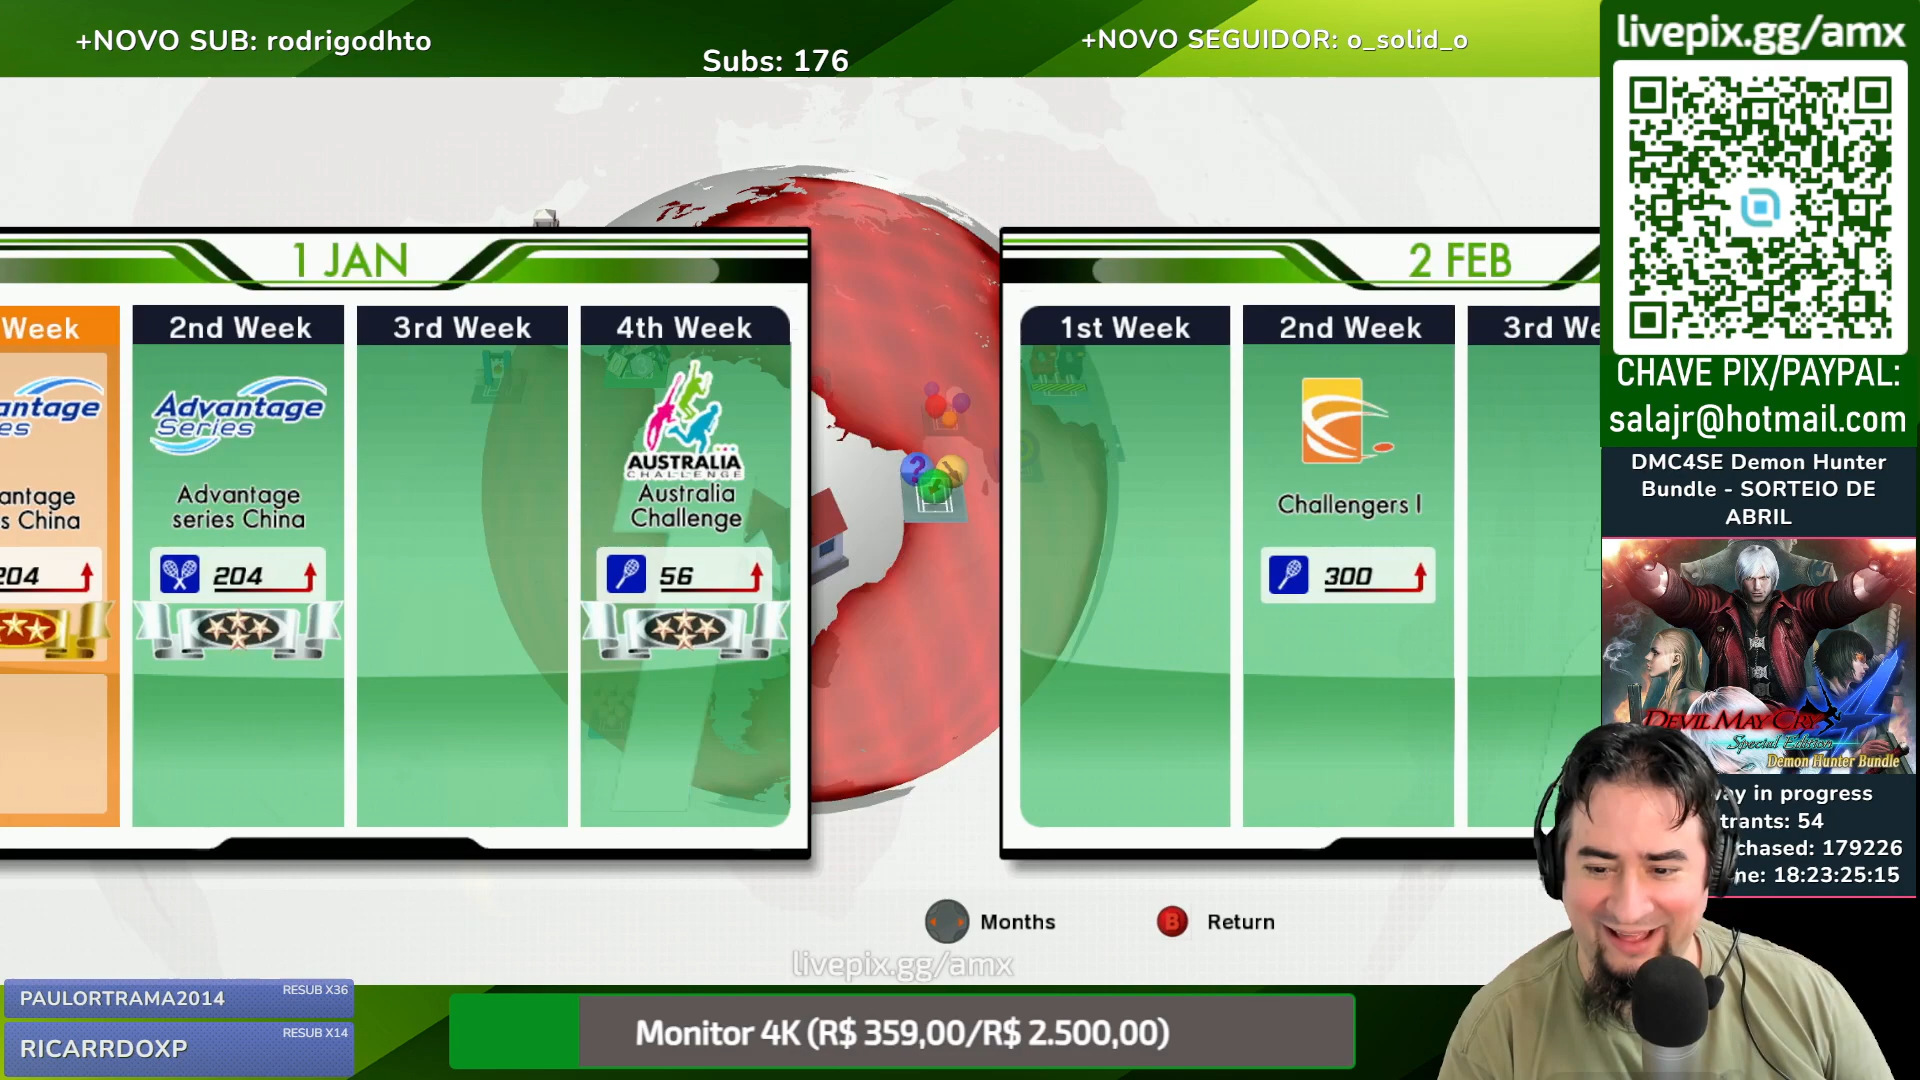 +NOVO SUB: rodrigodhto
Subs: 176
+NOVO SEGUIDOR: o_solid_o
livepix.gg/amx
CHAVE PIX/PAYPAL:
salajr@hotmail.com
DMC4SE Demon Hunter
Bundle - SORTEIO DE
ABRIL
Devil May Cry 4
Special Edition
Demon Hunter Bundle
way in progress
trants: 54
chased: 179226
me: 18:23:25:15
1 JAN
Week
antage
es
antage
s China
204
2nd Week
Advantage
Series
Advantage
series China
204
3rd Week
4th Week
AUSTRALIA
CHALLENGE
Australia
Challenge
56
2 FEB
1st Week
2nd Week
Challengers I
300
3rd We
?
Months
B
Return
livepix.gg/amx
PAULORTRAMA2014
RESUB X36
RICARRDOXP
RESUB X14
Monitor 4K (R$ 359,00/R$ 2.500,00)